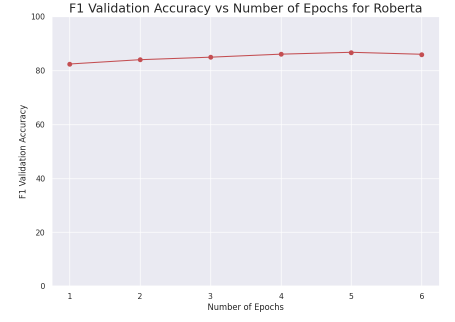 F1 Validation Accuracy vs Number of Epochs for Roberta
100
80
60
40
20
0
F1 Validation Accuracy
1 2 3 4 5 6
Number of Epochs